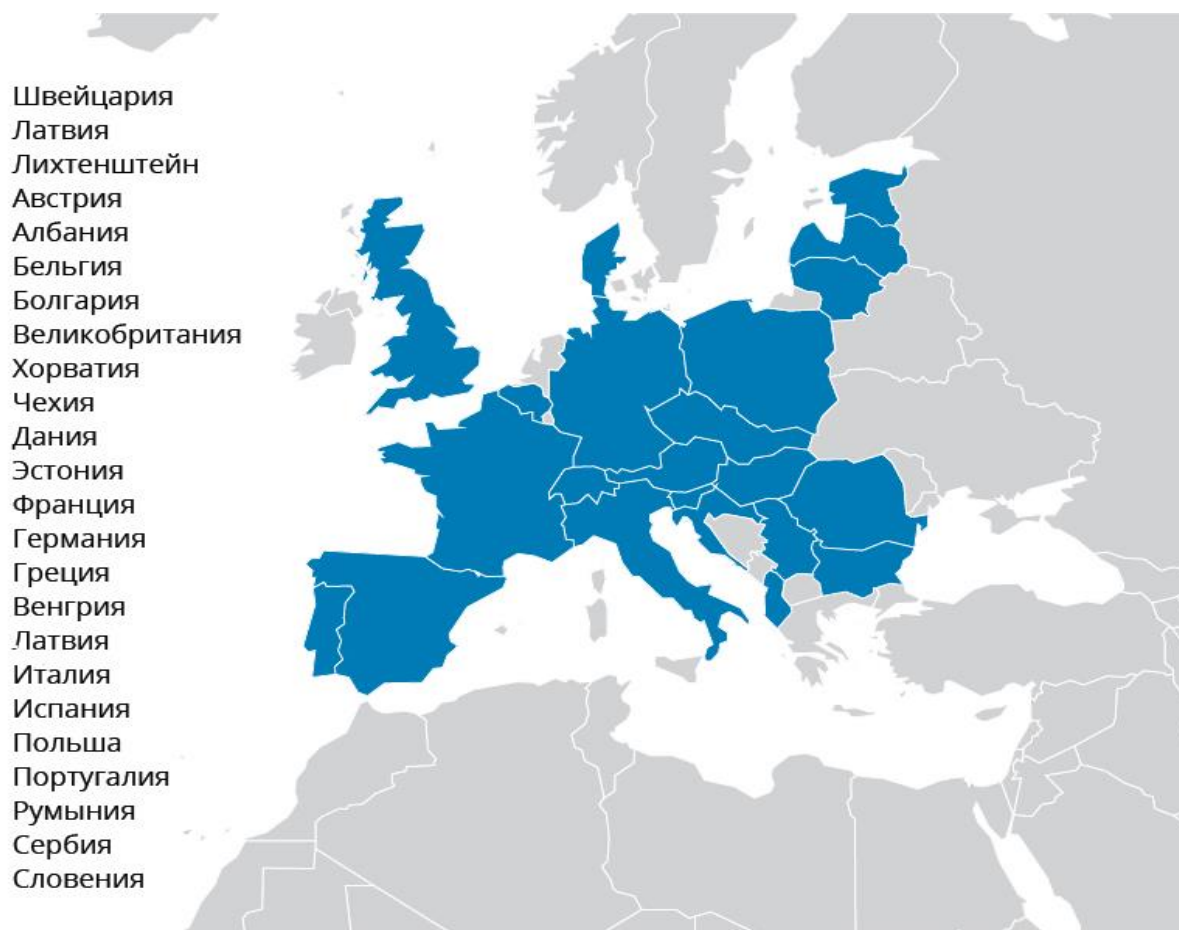 Швейцария
Латвия
Лихтенштейн
Австрия
Албания
Бельгия
Болгария
Великобритания
Хорватия
Чехия
Дания
Эстония
Франция
Германия
Греция
Венгрия
Латвия
Италия
Испания
Польша
Португалия
Румыния
Сербия
Словения